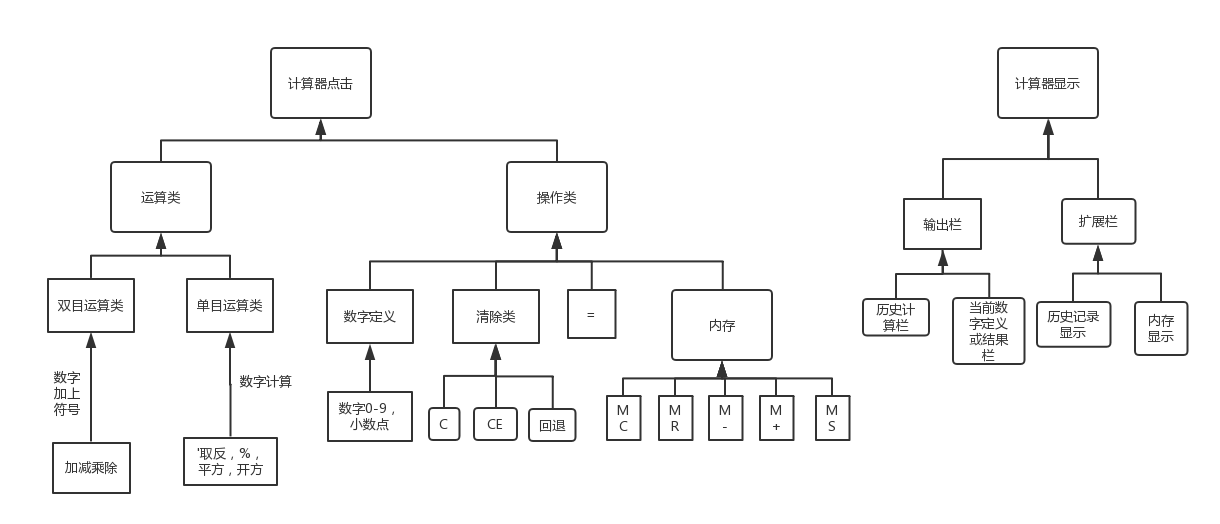 计算器点击
计算器显示
运算类
操作类
输出栏
扩展栏
双目运算类
单目运算类
数字定义
清除类
=
内存
历史计
算栏
当前数
字定义
或结果
栏
历史记录
显示
内存
显示
数字
加上
符号
数字计算
数字0-9，
小数点
C
CE
回退
M
C
M
R
M
-
M
+
M
S
加减乘除
'取反，%，
平方，开方